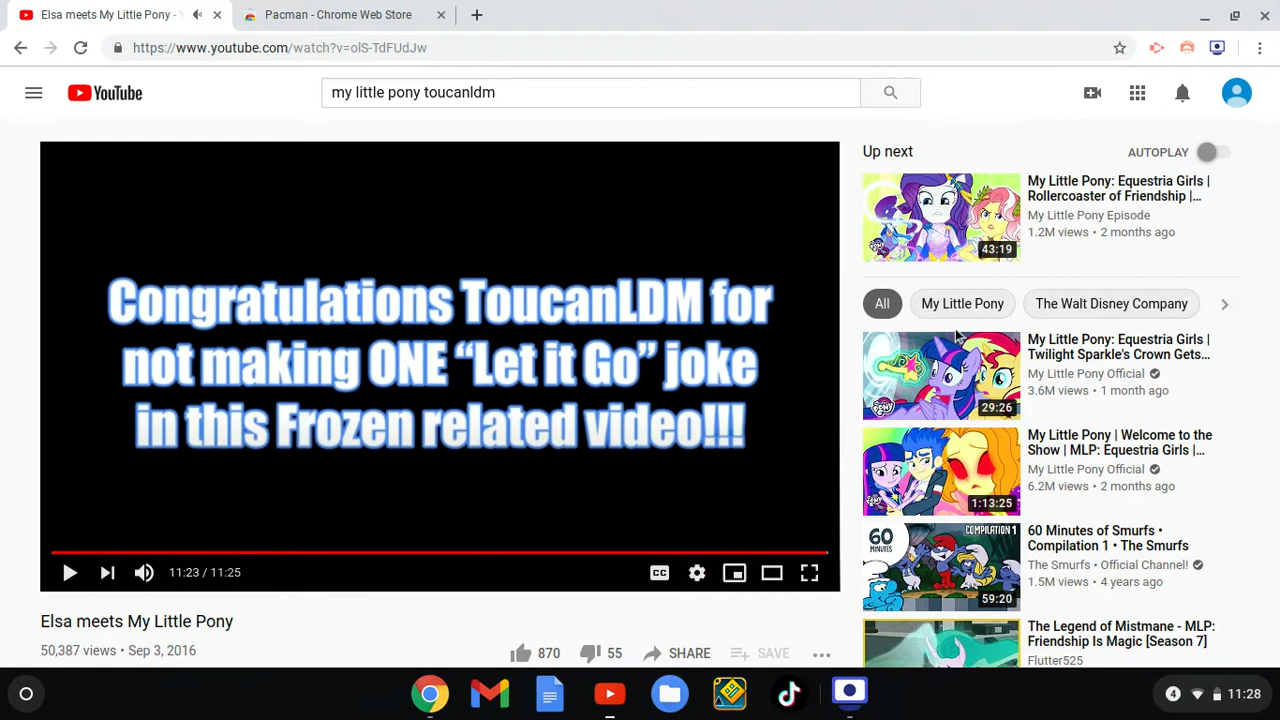 Elsa meets My Little Pony - Y
Pacman - Chrome Web Store
https://www.youtube.com/watch?v=olS-TdFUdJw
YouTube
my little pony toucanldm
Congratulations ToucanLDM for
not making ONE “Let it Go” joke
in this Frozen related video!!!
11:23 / 11:25
CC
Elsa meets My Little Pony
50,387 views • Sep 3, 2016
870
55
SHARE
SAVE
Up next
AUTOPLAY
My Little Pony: Equestria Girls |
Rollercoaster of Friendship |...
My Little Pony Episode
1.2M views • 2 months ago
43:19
All
My Little Pony
The Walt Disney Company
My Little Pony: Equestria Girls |
Twilight Sparkle's Crown Gets...
My Little Pony Official
3.6M views • 1 month ago
29:26
My Little Pony | Welcome to the
Show | MLP: Equestria Girls |...
My Little Pony Official
6.2M views • 2 months ago
1:13:25
60
MINUTES
COMPILATION 1
60 Minutes of Smurfs •
Compilation 1 • The Smurfs
The Smurfs • Official Channel!
1.5M views • 4 years ago
59:20
The Legend of Mistmane - MLP:
Friendship Is Magic [Season 7]
Flutter525
4
11:28